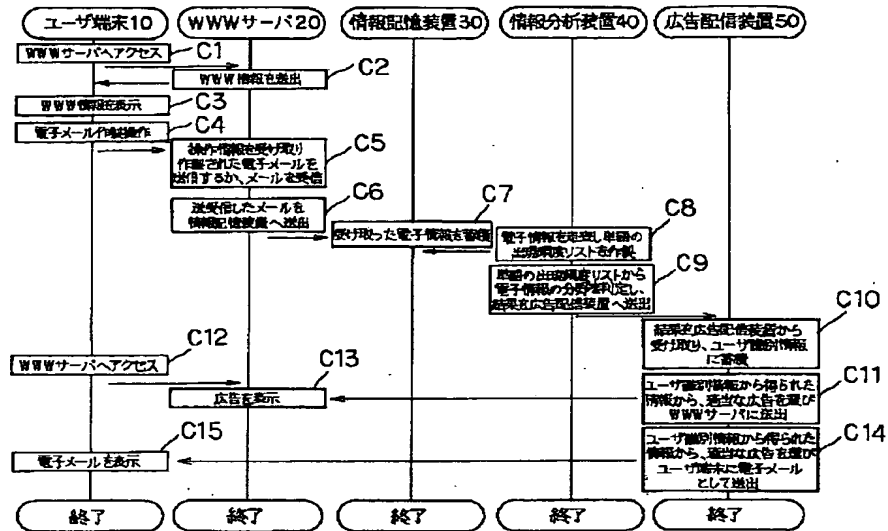 ユーザ端末10
WWWサーバ20
情報記憶装置30
情報分析装置40
広告配信装置50
WWWサーバへアクセス
C1
WWW情報を送出
C2
WWW情報を表示
C3
電子メール作製操作
C4
操作情報を受け取り
作製された電子メールを
送信するか、メールを受信
C5
送受信したメールを
情報記憶装置へ送出
C6
受け取った電子情報を蓄積
C7
電子情報を走査し単語の
出現頻度リストを作製
C8
単語の出現頻度リストから
電子情報の分野を判定し、
結果を広告配信装置へ送出
C9
結果を広告配信装置から
受け取り、ユーザ識別情報
に蓄積
C10
ユーザ識別情報から得られた
情報から、適当な広告を選び
WWWサーバに送出
C11
WWWサーバへアクセス
C12
広告を表示
C13
ユーザ識別情報から得られた
情報から、適当な広告を選び
ユーザ端末に電子メール
として送出
C14
電子メールを表示
C15
終了
終了
終了
終了
終了